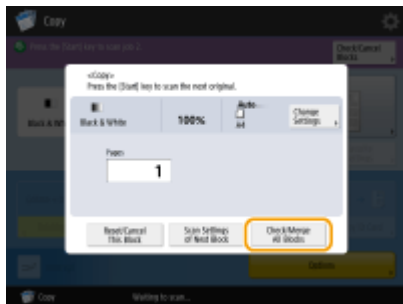 Copy
Press the [Start] key to scan job 2.
Check/Cancel
Blocks
<Copy>
Press the [Start] key to scan the next original.
Black & White
100%
Auto
A4
Change
Settings
Pages
1
Reset/Cancel
This Block
Scan Settings
of Next Block
Check/Merge
All Blocks
Options
Copy
Waiting to scan...